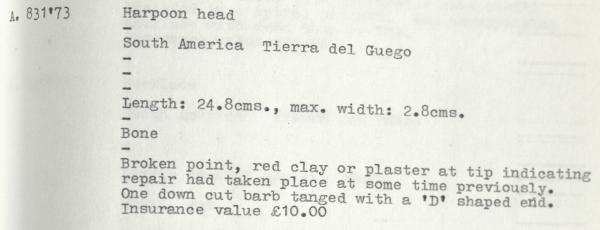 A. 831'73 Harpoon head
-
South America Tierra del Guego
-
-
-
Length: 24.8cms., max. width: 2.8cms.
-
Bone
-
Broken point, red clay or plaster at tip indicating
repair had taken place at some time previously.
One down cut barb tanged with a 'D' shaped end.
Insurance value £10.00